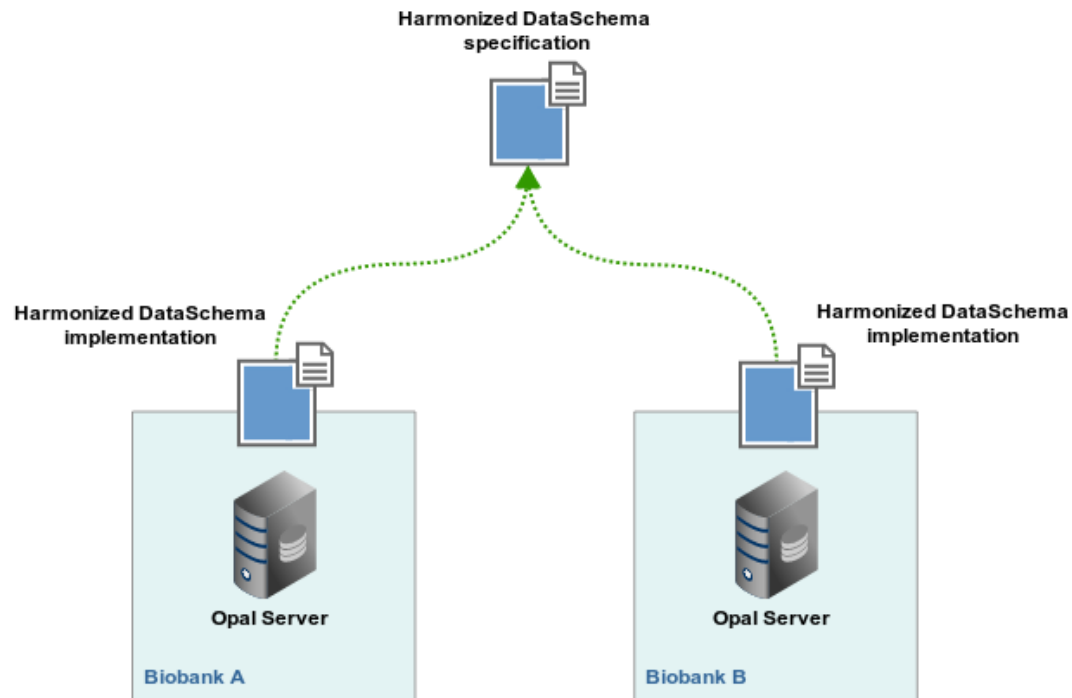 Harmonized DataSchema
specification
Harmonized DataSchema
implementation
Harmonized DataSchema
implementation
Opal Server
Opal Server
Biobank A
Biobank B